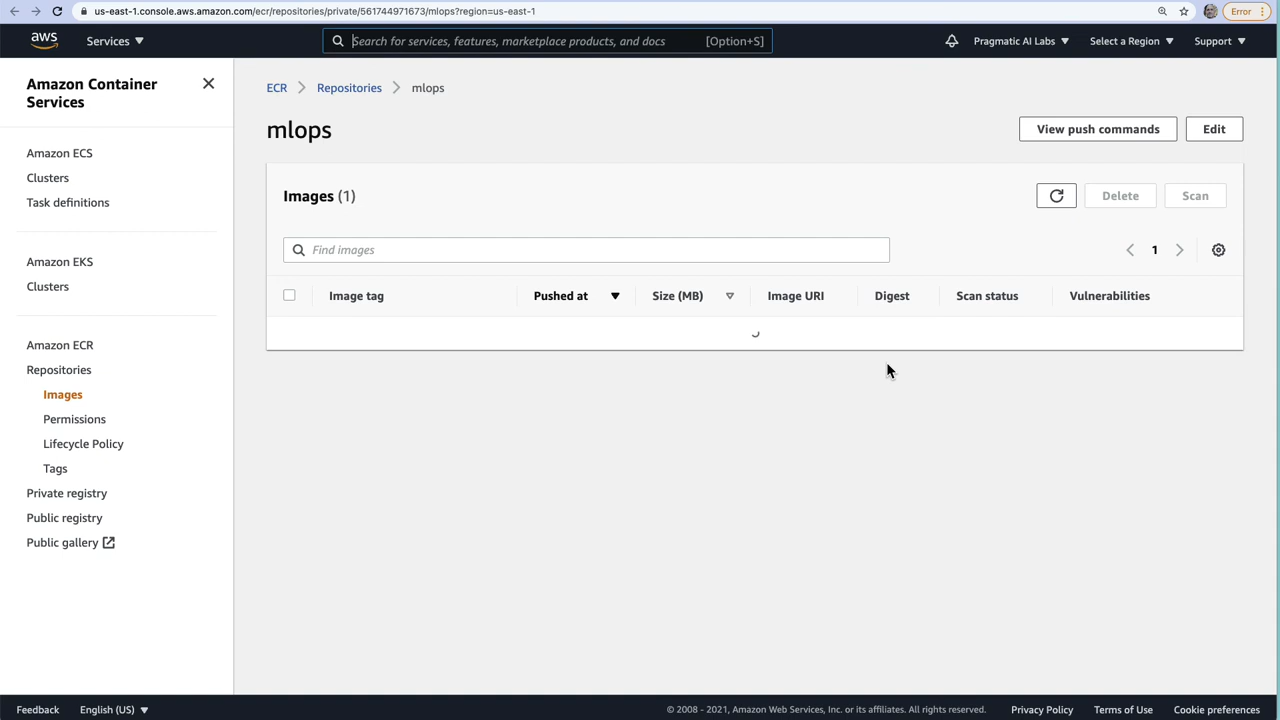 us-east-1.console.aws.amazon.com/ecr/repositories/private/561744971673/mlops?region=us-east-1
Error
aws
Services
Search for services, features, marketplace products, and docs [Option+S]
Pragmatic AI Labs
Select a Region
Support
Amazon Container Services
Amazon ECS
Clusters
Task definitions
Amazon EKS
Clusters
Amazon ECR
Repositories
Images
Permissions
Lifecycle Policy
Tags
Private registry
Public registry
Public gallery
ECR > Repositories > mlops
mlops
View push commands
Edit
Images (1)
Delete
Scan
Find images
1
Image tag
Pushed at
Size (MB)
Image URI
Digest
Scan status
Vulnerabilities
Feedback
English (US)
© 2008 - 2021, Amazon Web Services, Inc. or its affiliates. All rights reserved.
Privacy Policy
Terms of Use
Cookie preferences